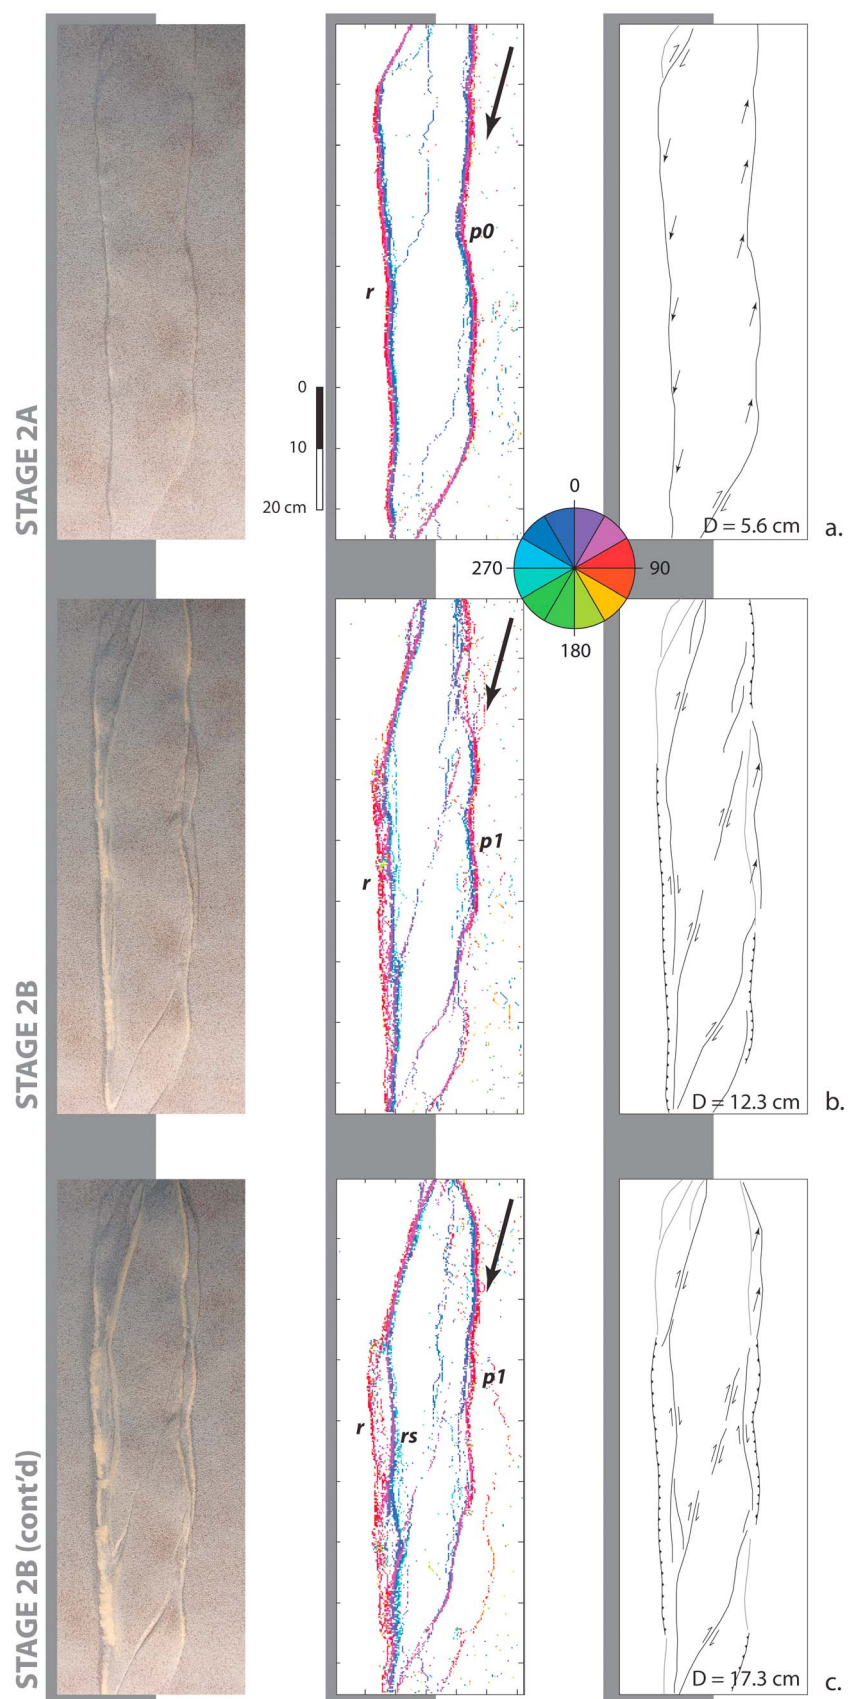 STAGE 2A
r
p0
0
10
20 cm
D = 5.6 cm
a.
0
270
90
180
STAGE 2B
r
p1
D = 12.3 cm
b.
STAGE 2B (cont'd)
r
rs
p1
D = 17.3 cm
c.